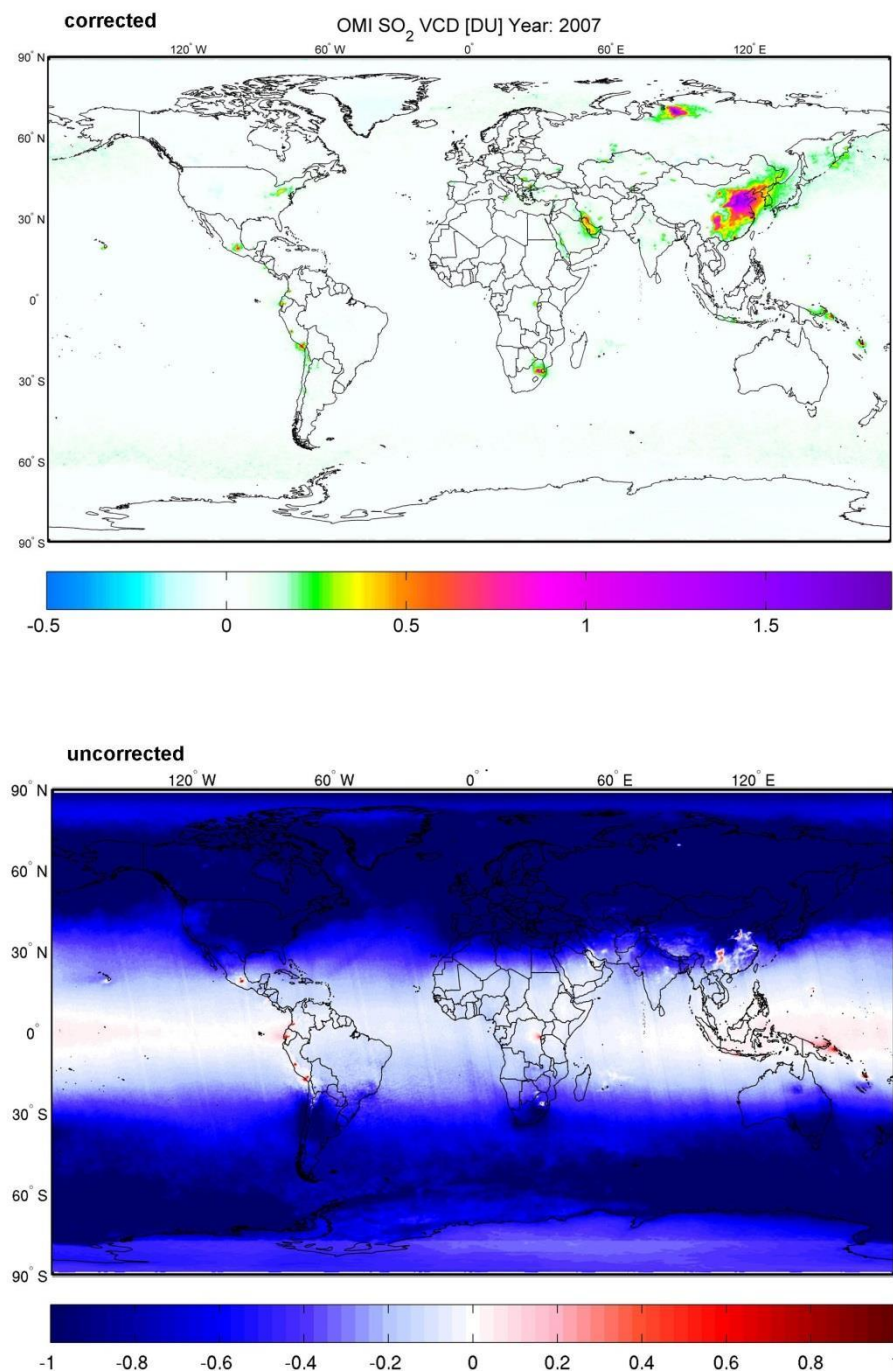 corrected
OMI SO₂ VCD [DU] Year: 2007
120° W 60° W 0° 60° E 120° E
90° N
60° N
30° N
0°
30° S
60° S
90° S
-0.5 0 0.5 1 1.5
uncorrected
120° W 60° W 0° 60° E 120° E
90° N
60° N
30° N
0°
30° S
60° S
90° S
-1 -0.8 -0.6 -0.4 -0.2 0 0.2 0.4 0.6 0.8